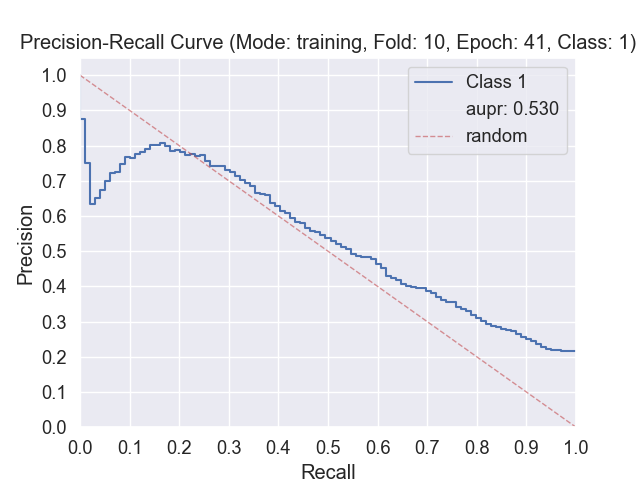 Precision-Recall Curve (Mode: training, Fold: 10, Epoch: 41, Class: 1)
1.0
0.9
0.8
0.7
0.6
0.5
0.4
0.3
0.2
0.1
0.0
Precision
Class 1
aupr: 0.530
random
0.0 0.1 0.2 0.3 0.4 0.5 0.6 0.7 0.8 0.9 1.0
Recall